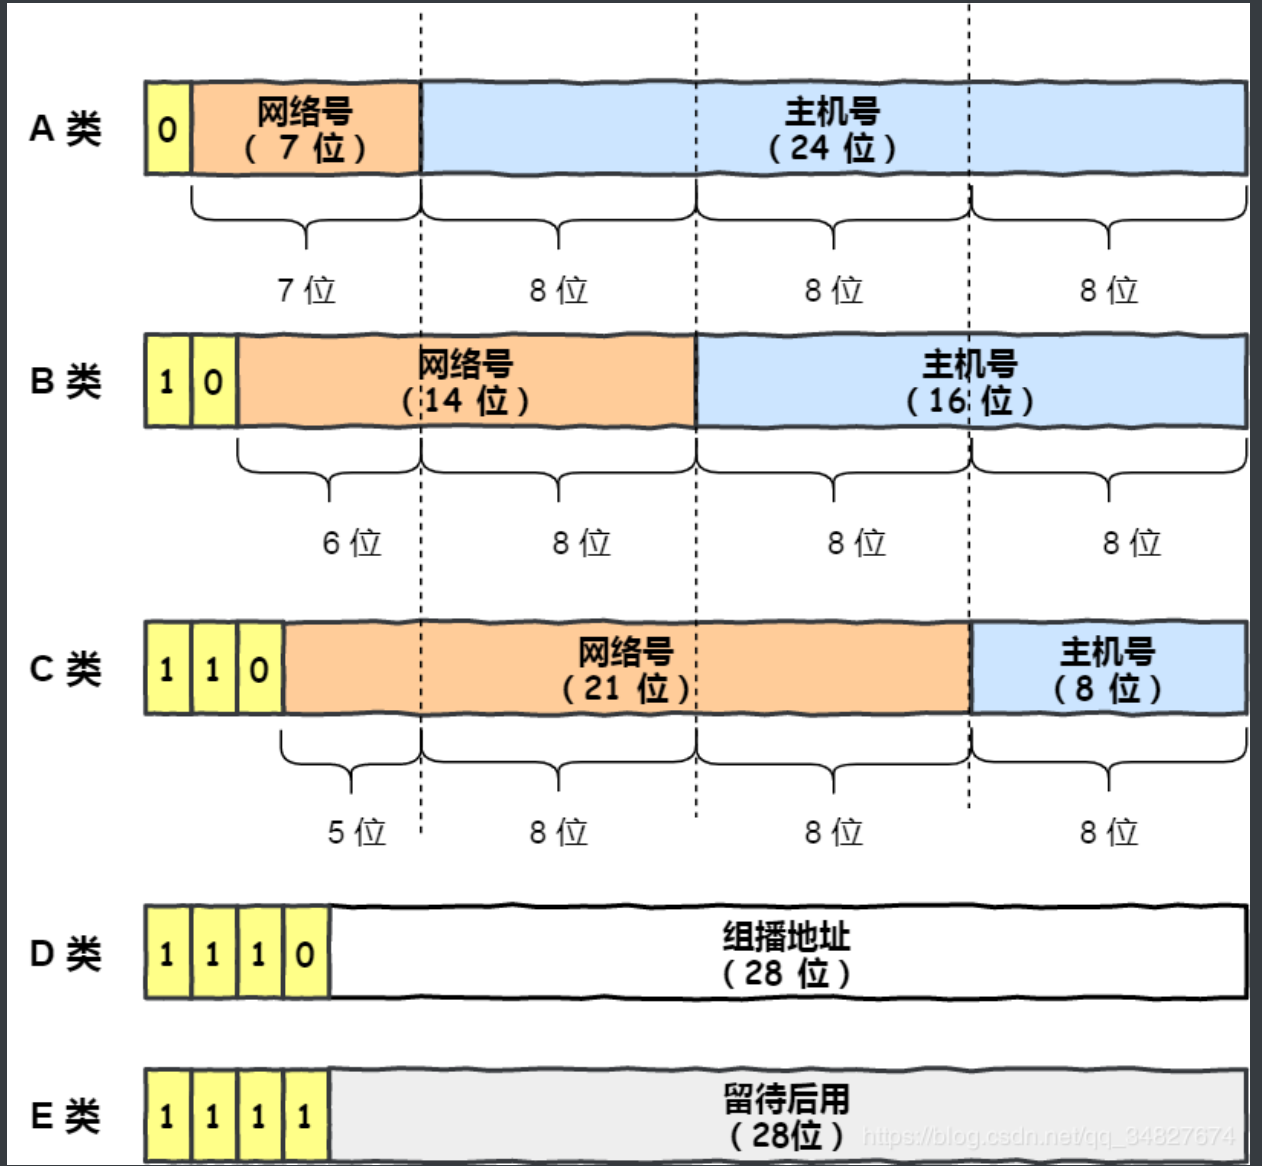 A 类
0
网络号
( 7 位 )
主机号
(24 位)
7 位
8 位
8 位
8 位
B 类
1 0
网络号
(14 位)
主机号
(16 位)
6 位
8 位
8 位
8 位
C 类
1 1 0
网络号
(21 位)
主机号
(8 位)
5 位
8 位
8 位
8 位
D 类
1 1 1 0
组播地址
(28 位)
E 类
1 1 1 1
留待后用
(28位)
https://blog.csdn.net/qq_34827674